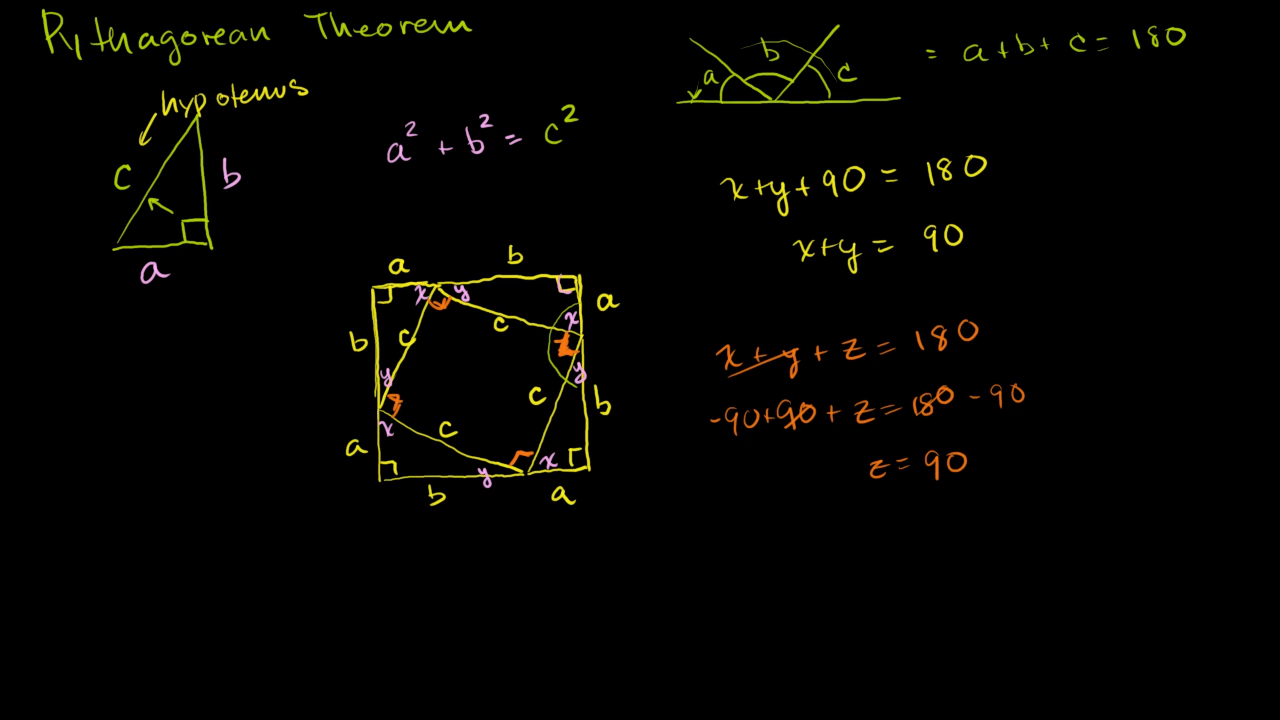 Pythagorean Theorem
hypotenus
c
b
a
a² + b² = c²
a
b
c
= a+b+c = 180
x+y+90 = 180
x+y = 90
x+y+z = 180
-90+90+z = 180-90
z = 90
a
b
x
y
b
c
c
a
x
z
y
y
z
c
b
x
c
a
x
y
b
a